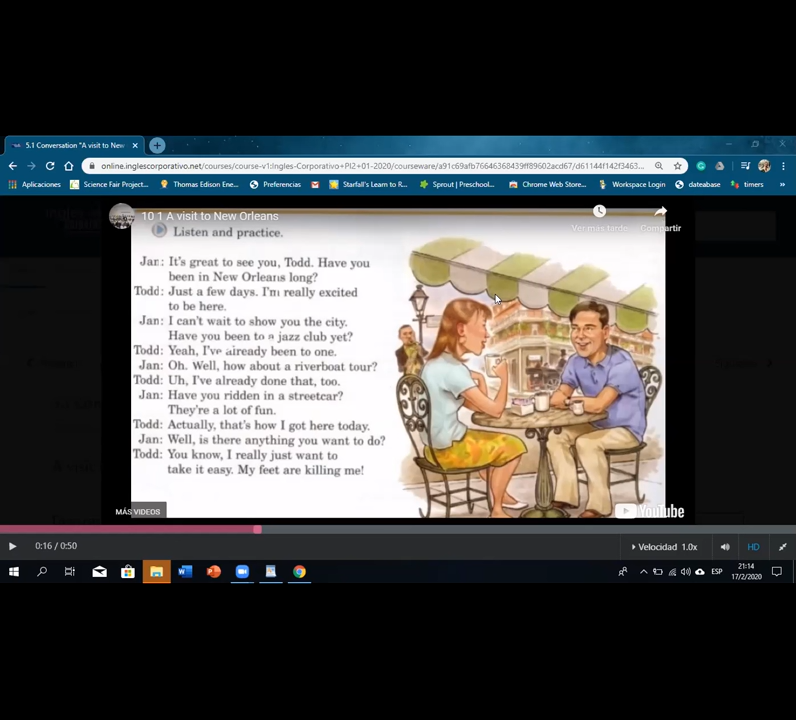 5.1 Conversation "A visit to New
online.inglescorporativo.net/courses/course-v1:Ingles-Corporativo+PI2+01-2020/courseware/a91c69afb76646368439ff89602acd67/d61144f142f3463...
Aplicaciones
Science Fair Project...
Thomas Edison Ene...
Preferencias
Starfall's Learn to R...
Sprout | Preschool...
Chrome Web Store...
Workspace Login
dateabase
timers
10 1 A visit to New Orleans
Ver más tarde
Compartir
Listen and practice.
Jan: It's great to see you, Todd. Have you
been in New Orleans long?
Todd: Just a few days. I'm really excited
to be here.
Jan: I can't wait to show you the city.
Have you been to a jazz club yet?
Todd: Yeah, I've already been to one.
Jan: Oh. Well, how about a riverboat tour?
Todd: Uh, I've already done that, too.
Jan: Have you ridden in a streetcar?
They're a lot of fun.
Todd: Actually, that's how I got here today.
Jan: Well, is there anything you want to do?
Todd: You know, I really just want to
take it easy. My feet are killing me!
MÁS VIDEOS
YouTube
0:16 / 0:50
Velocidad 1.0x
HD
ESP
21:14
17/2/2020